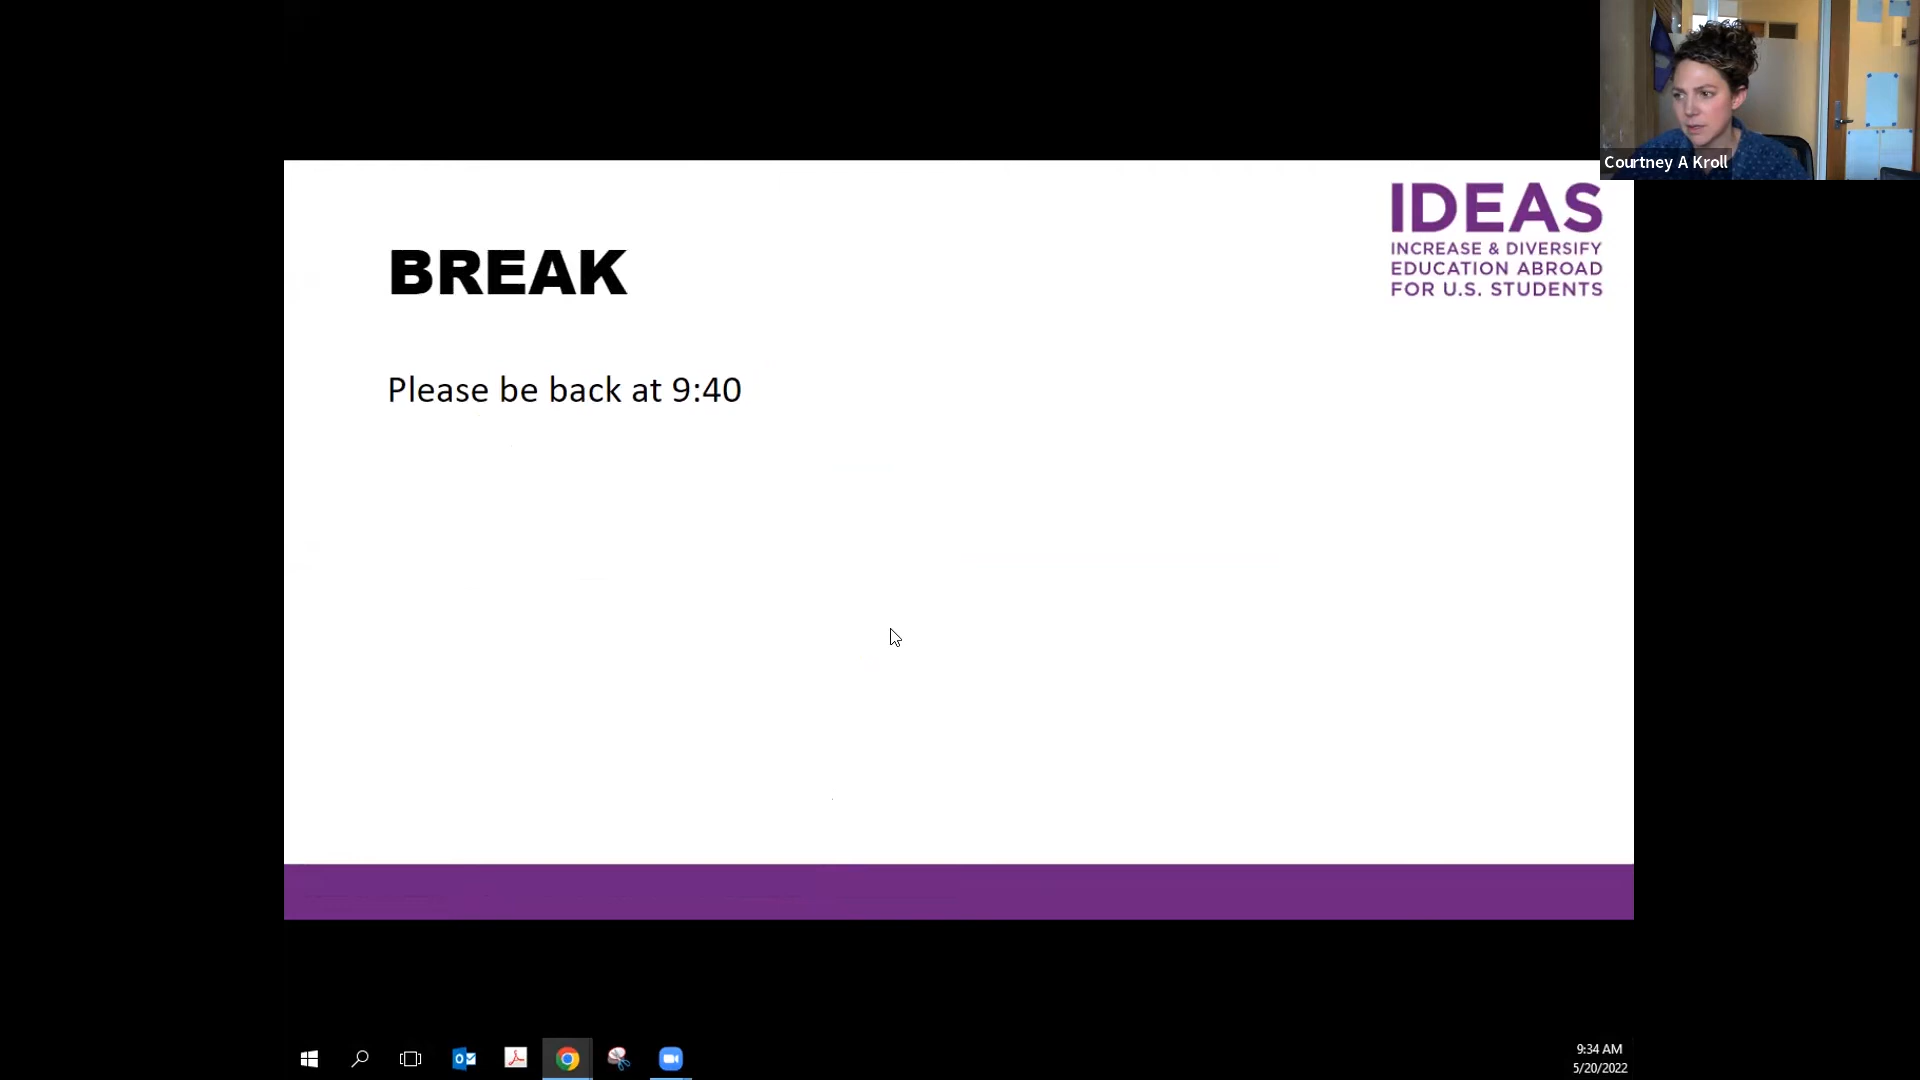 Courtney A Kroll
IDEAS
INCREASE & DIVERSIFY
EDUCATION ABROAD
FOR U.S. STUDENTS
BREAK
Please be back at 9:40
9:34 AM
5/20/2022